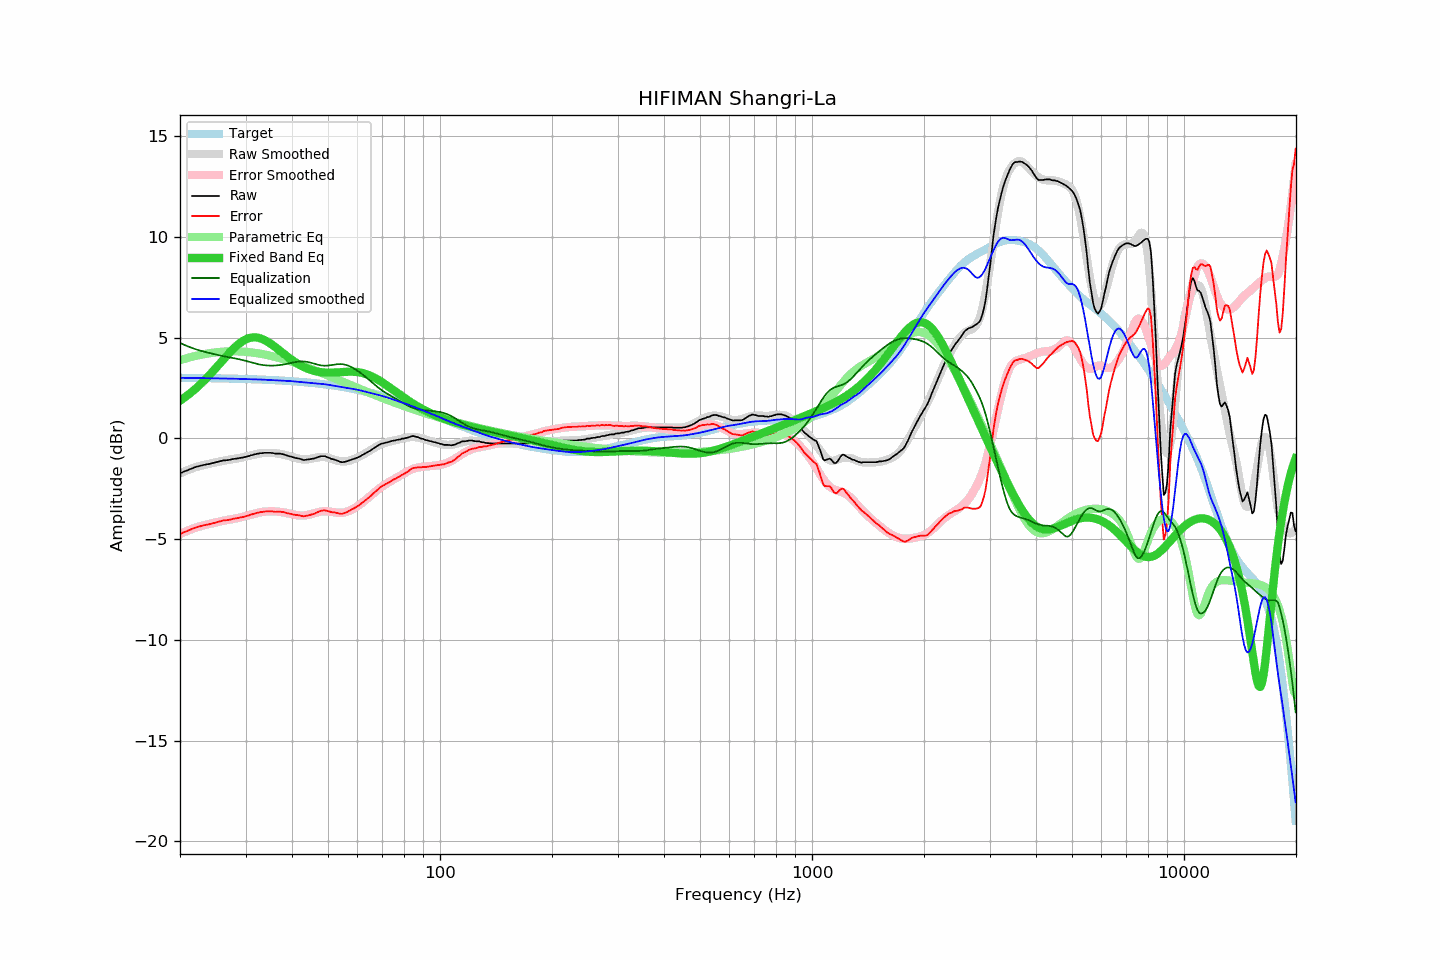 HIFIMAN Shangri-La
Target
Raw Smoothed
Error Smoothed
Raw
Error
Parametric Eq
Fixed Band Eq
Equalization
Equalized smoothed
Amplitude (dBr)
15
10
5
0
−5
−10
−15
−20
100
1000
10000
Frequency (Hz)